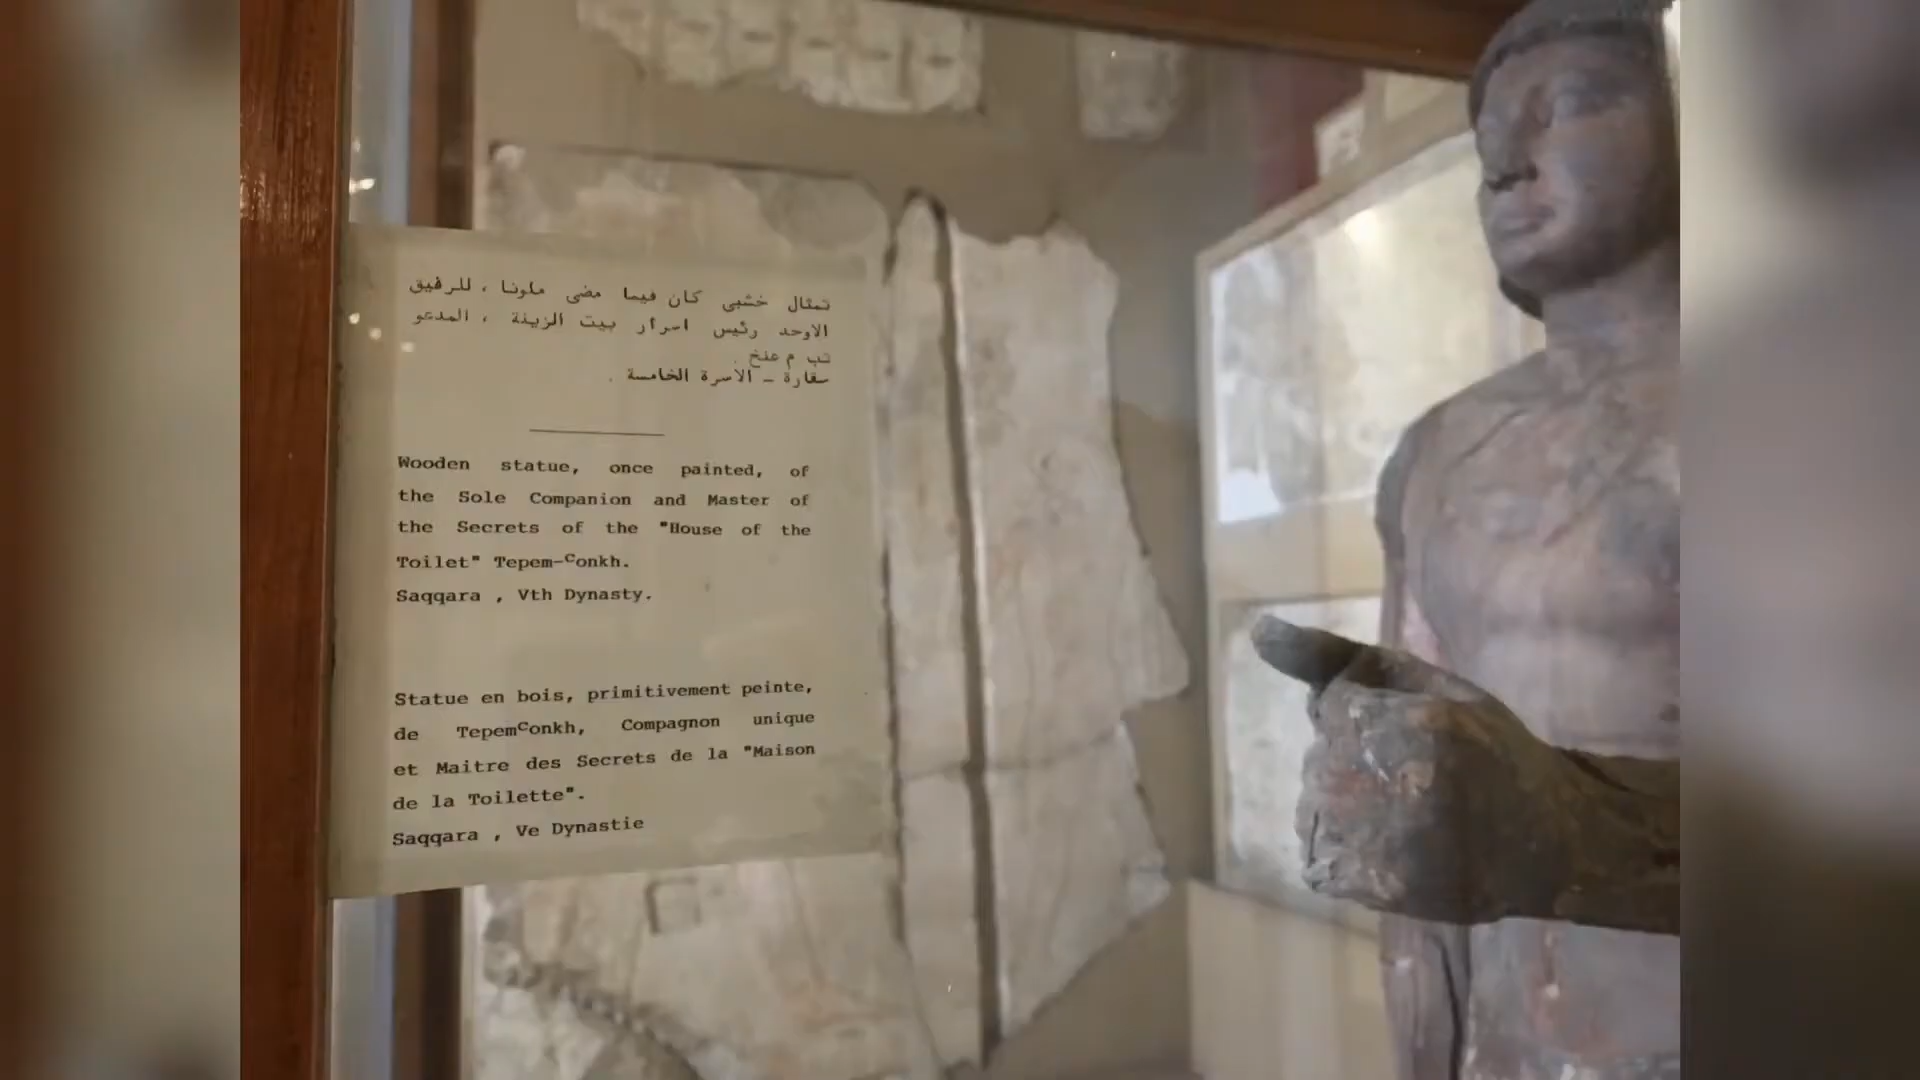 تمثال خشبى كان فيما مضى ملونا ، للرفيق
الاوحد رئيس اسرار بيت الزينة ، المدعو
تب م عنخ .
سقارة – الاسرة الخامسة .
Wooden statue, once painted, of
the Sole Companion and Master of
the Secrets of the "House of the
Toilet" Tepem-ᶜonkh.
Saqqara , Vth Dynasty.
Statue en bois, primitivement peinte,
de Tepemᶜonkh, Compagnon unique
et Maitre des Secrets de la "Maison
de la Toilette".
Saqqara , Ve Dynastie